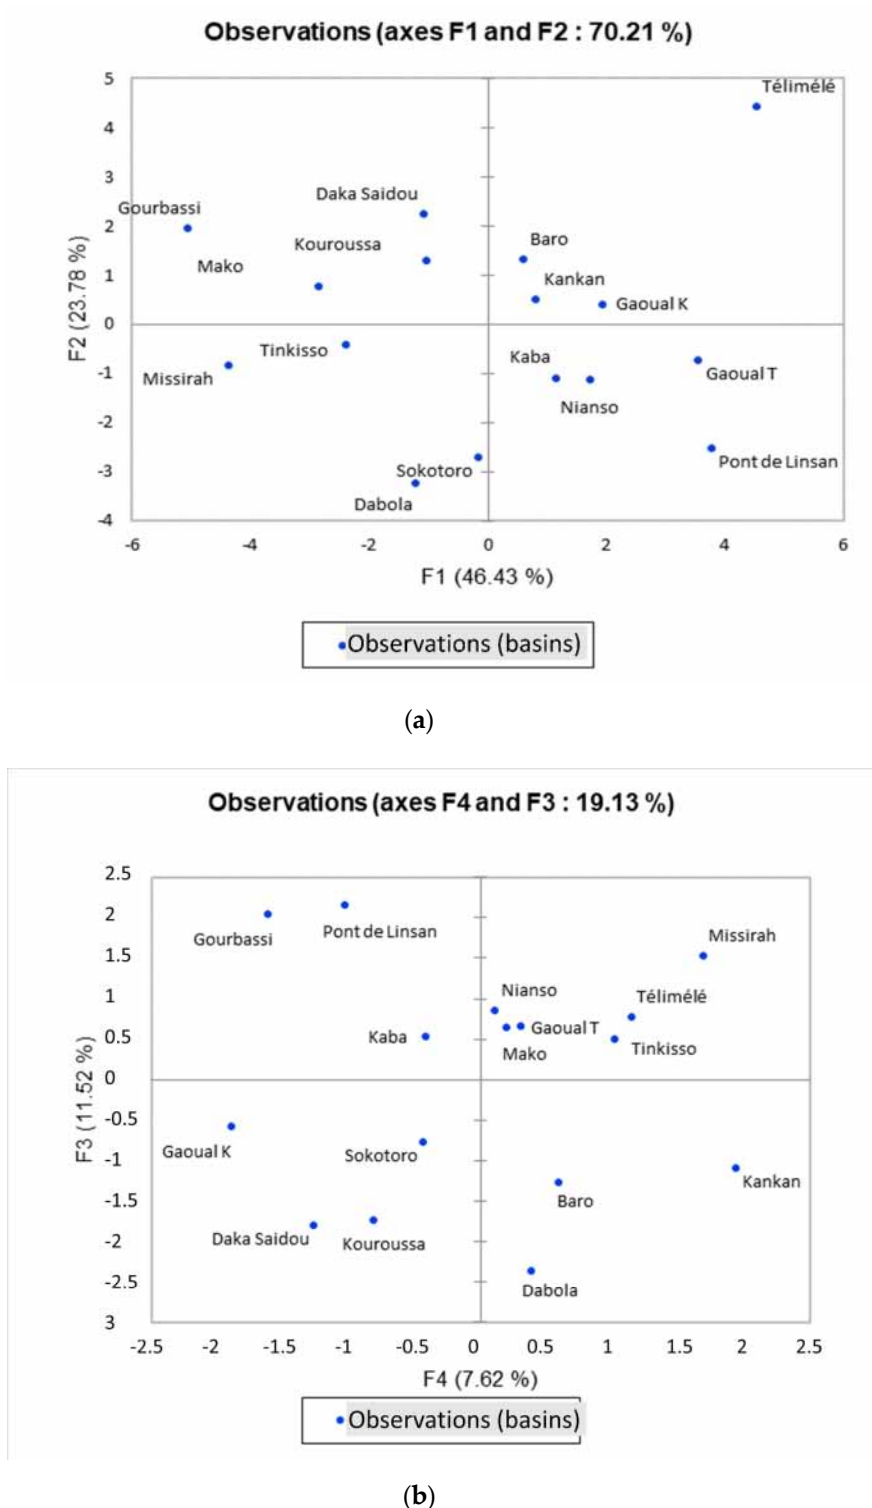 Observations (axes F1 and F2 : 70.21 %)
5
Télimélé
4
3
Daka Saidou
Gourbassi
2
Kouroussa
Baro
Mako
1
Kankan
Gaoual K
0
Tinkisso
Kaba
Missirah
-1
Gaoual T
Nianso
-2
Sokotoro
Pont de Linsan
-3
Dabola
-4
F2 (23.78 %)
-6 -4 -2 0 2 4 6
F1 (46.43 %)
Observations (basins)
(a)
Observations (axes F4 and F3 : 19.13 %)
2.5
2
Gourbassi
Pont de Linsan
Missirah
1.5
1
Nianso
Télimélé
0.5
Kaba
Gaoual T
Mako
Tinkisso
0
-0.5
Gaoual K
Sokotoro
-1
Kankan
-1.5
Baro
Daka Saidou
Kouroussa
-2
Dabola
-2.5
3
F3 (11.52 %)
-2.5 -2 -1.5 -1 -0.5 0 0.5 1 1.5 2 2.5
F4 (7.62 %)
Observations (basins)
(b)